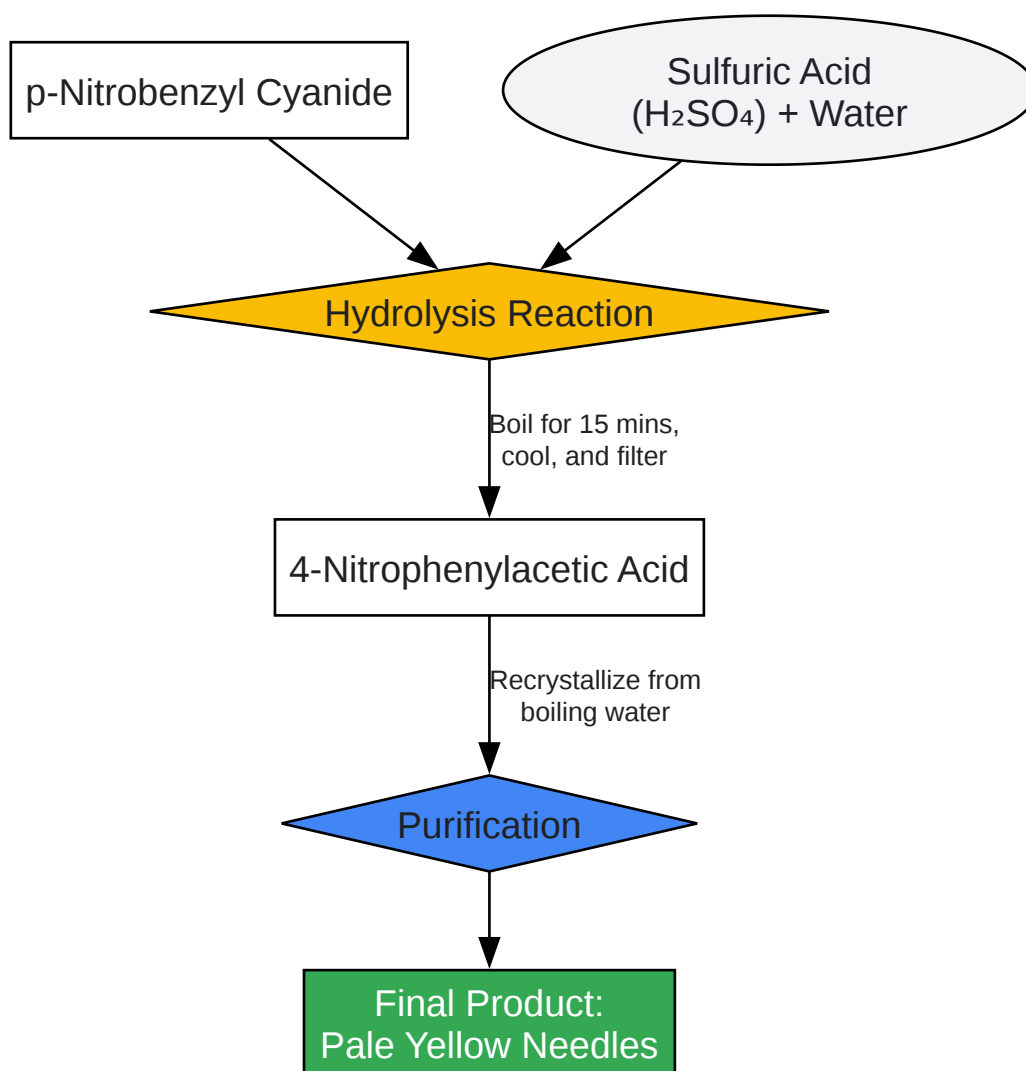 p-Nitrobenzyl Cyanide
Sulfuric Acid
(H₂SO₄) + Water
Hydrolysis Reaction
Boil for 15 mins,
cool, and filter
4-Nitrophenylacetic Acid
Recrystallize from
boiling water
Purification
Final Product:
Pale Yellow Needles